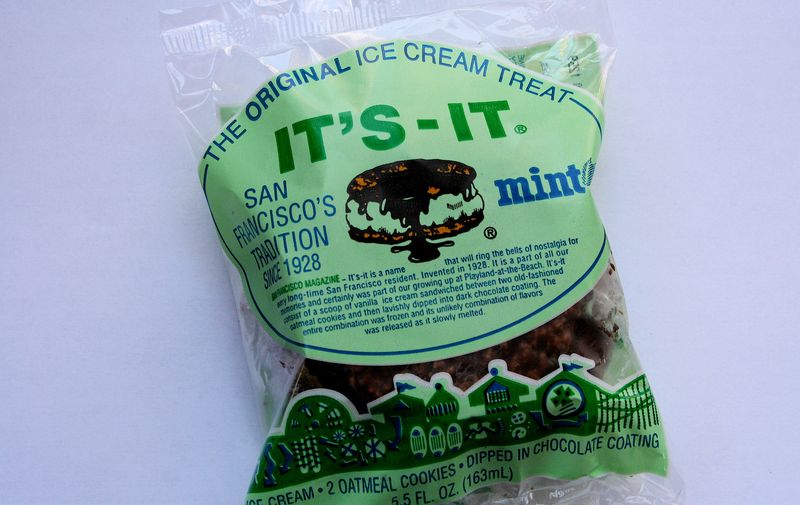 THE ORIGINAL ICE CREAM TREAT
IT'S-IT®
mint
SAN
FRANCISCO'S
TRADITION
SINCE 1928
®
SAN FRANCISCO MAGAZINE – It's-it is a name that will ring the bells of nostalgia for
every long-time San Francisco resident. Invented in 1928. It is a part of all our
memories and certainly was part of our growing up at Playland-at-the-Beach. It's-it
consist of a scoop of vanilla ice cream sandwiched between two old-fashioned
oatmeal cookies and then lavishly dipped into dark chocolate coating. The
entire combination was frozen and its unlikely combination of flavors
was released as it slowly melted.
ICE CREAM • 2 OATMEAL COOKIES • DIPPED IN CHOCOLATE COATING
5.5 FL. OZ. (163mL)